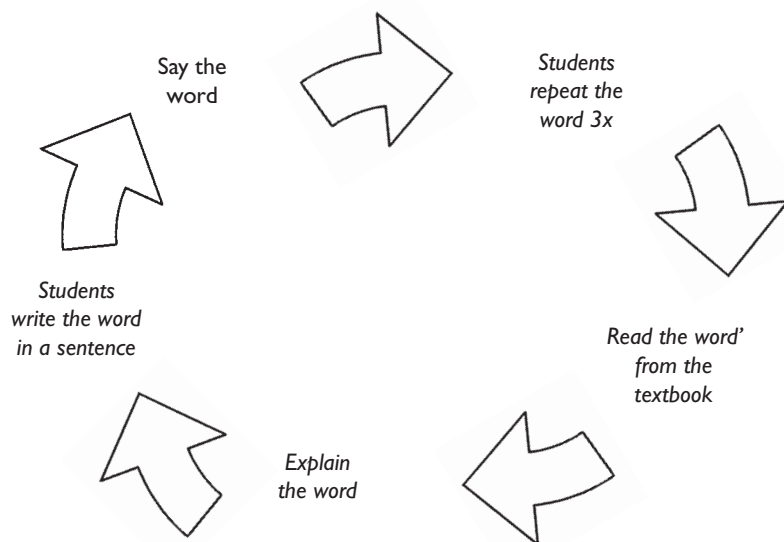 Say the
word
Students
repeat the
word 3x
Read the word’
from the
textbook
Explain
the word
Students
write the word
in a sentence